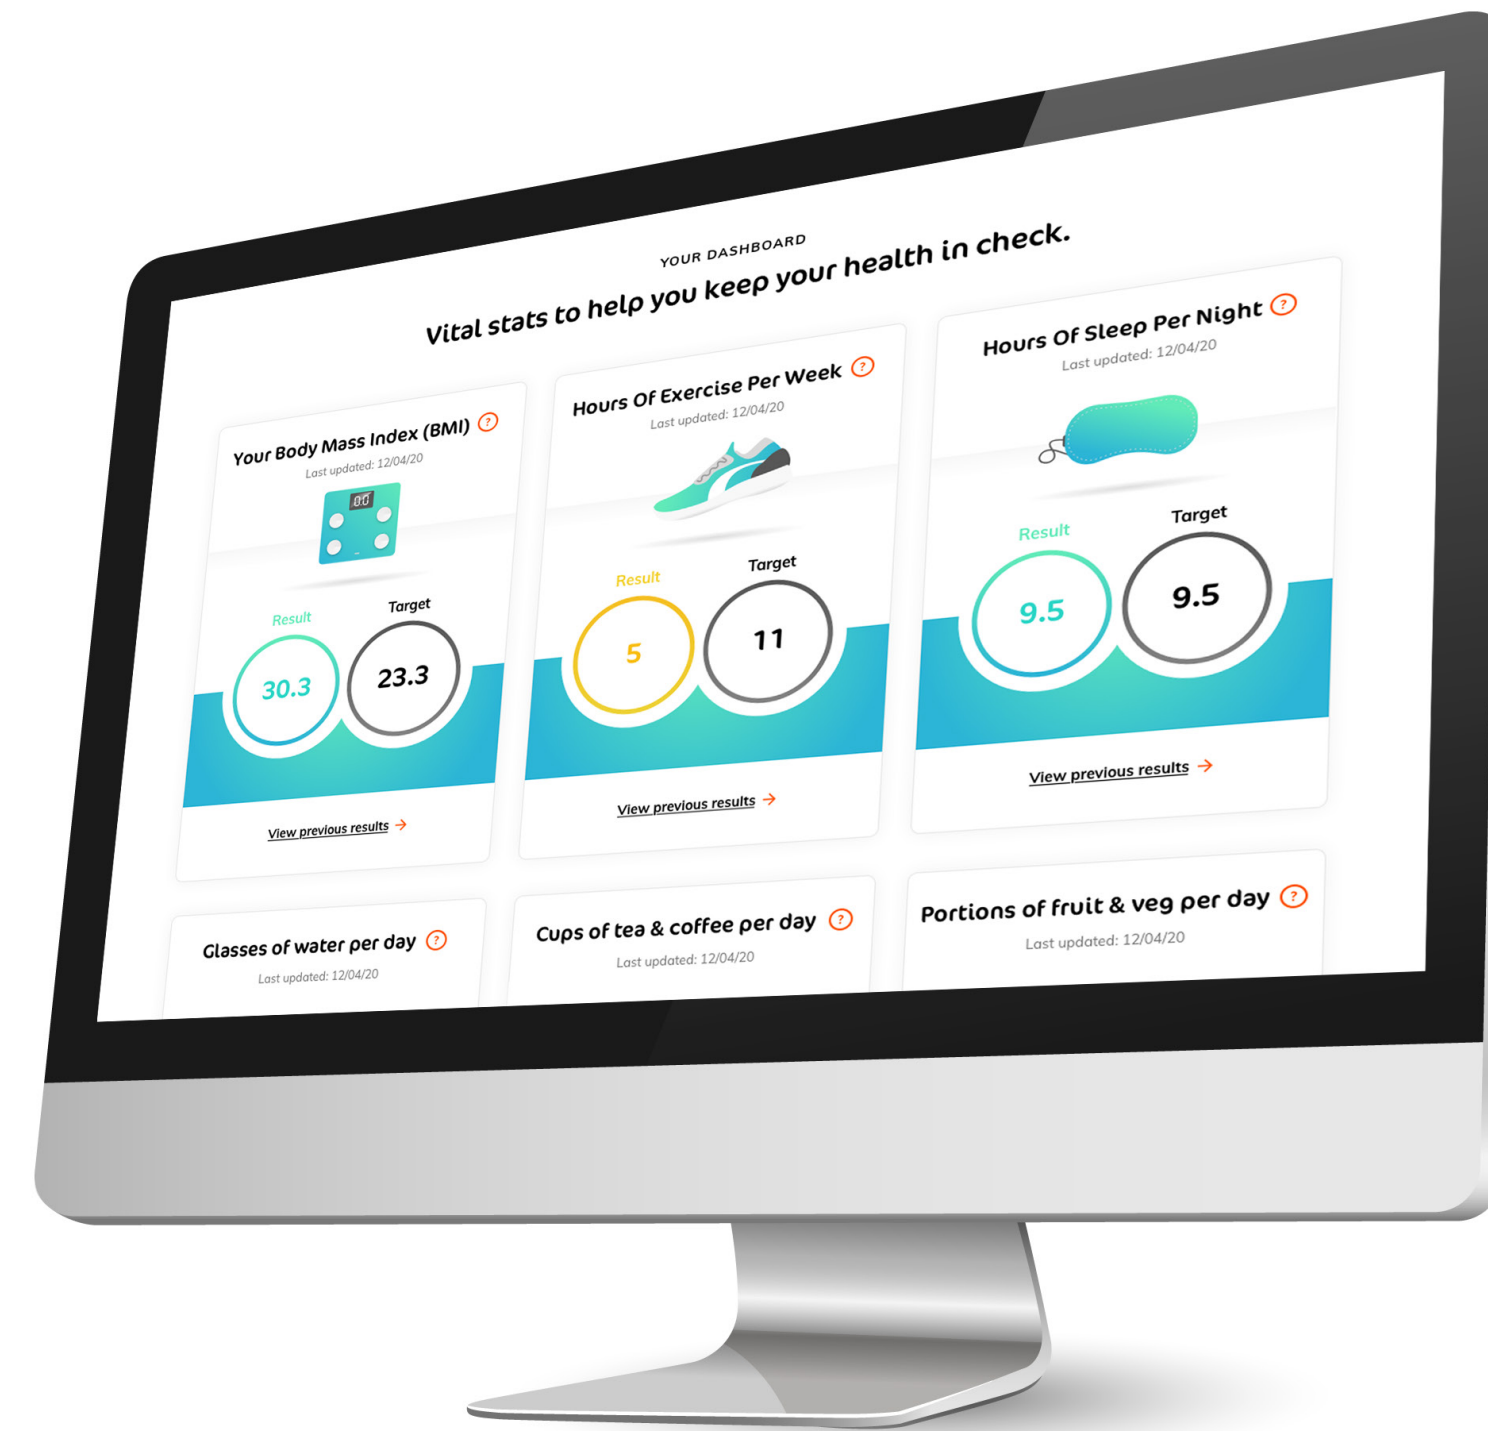 YOUR DASHBOARD
Vital stats to help you keep your health in check.
Your Body Mass Index (BMI) ?
Last updated: 12/04/20
0.0
Result
Target
30.3
23.3
View previous results →
Hours Of Exercise Per Week ?
Last updated: 12/04/20
Result
Target
5
11
View previous results →
Hours Of Sleep Per Night ?
Last updated: 12/04/20
Result
Target
9.5
9.5
View previous results →
Glasses of water per day ?
Last updated: 12/04/20
Cups of tea & coffee per day ?
Last updated: 12/04/20
Portions of fruit & veg per day ?
Last updated: 12/04/20